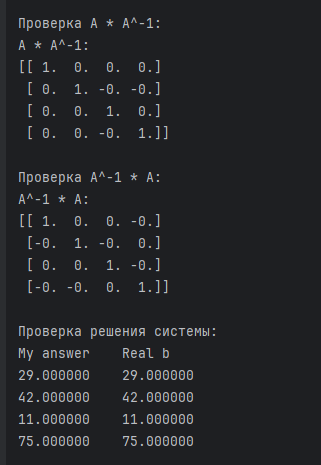 Проверка A * A^-1:
A * A^-1:
[[ 1.  0.  0.  0.]
 [ 0.  1. -0. -0.]
 [ 0.  0.  1.  0.]
 [ 0.  0. -0.  1.]]
Проверка A^-1 * A:
A^-1 * A:
[[ 1.  0.  0. -0.]
 [-0.  1. -0.  0.]
 [ 0.  0.  1. -0.]
 [-0. -0.  0.  1.]]
Проверка решения системы:
My answer    Real b
29.000000    29.000000
42.000000    42.000000
11.000000    11.000000
75.000000    75.000000